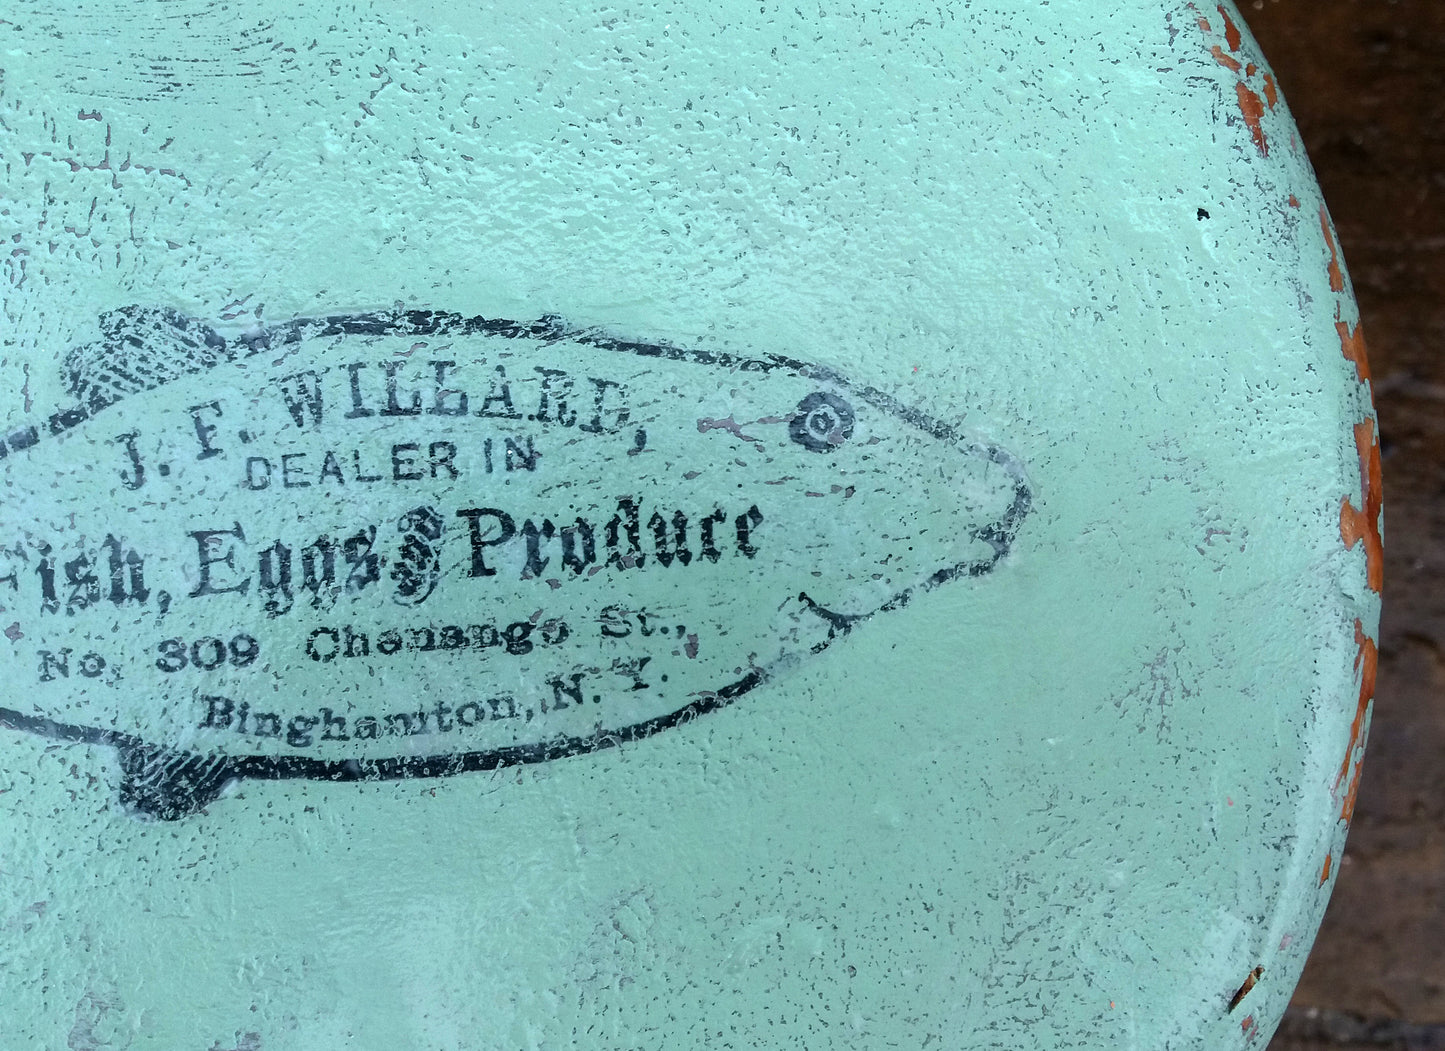 J. F. WILLARD,
DEALER IN
Fish, Eggs & Produce
No. 309 Chenango St.,
Binghamton, N. Y.